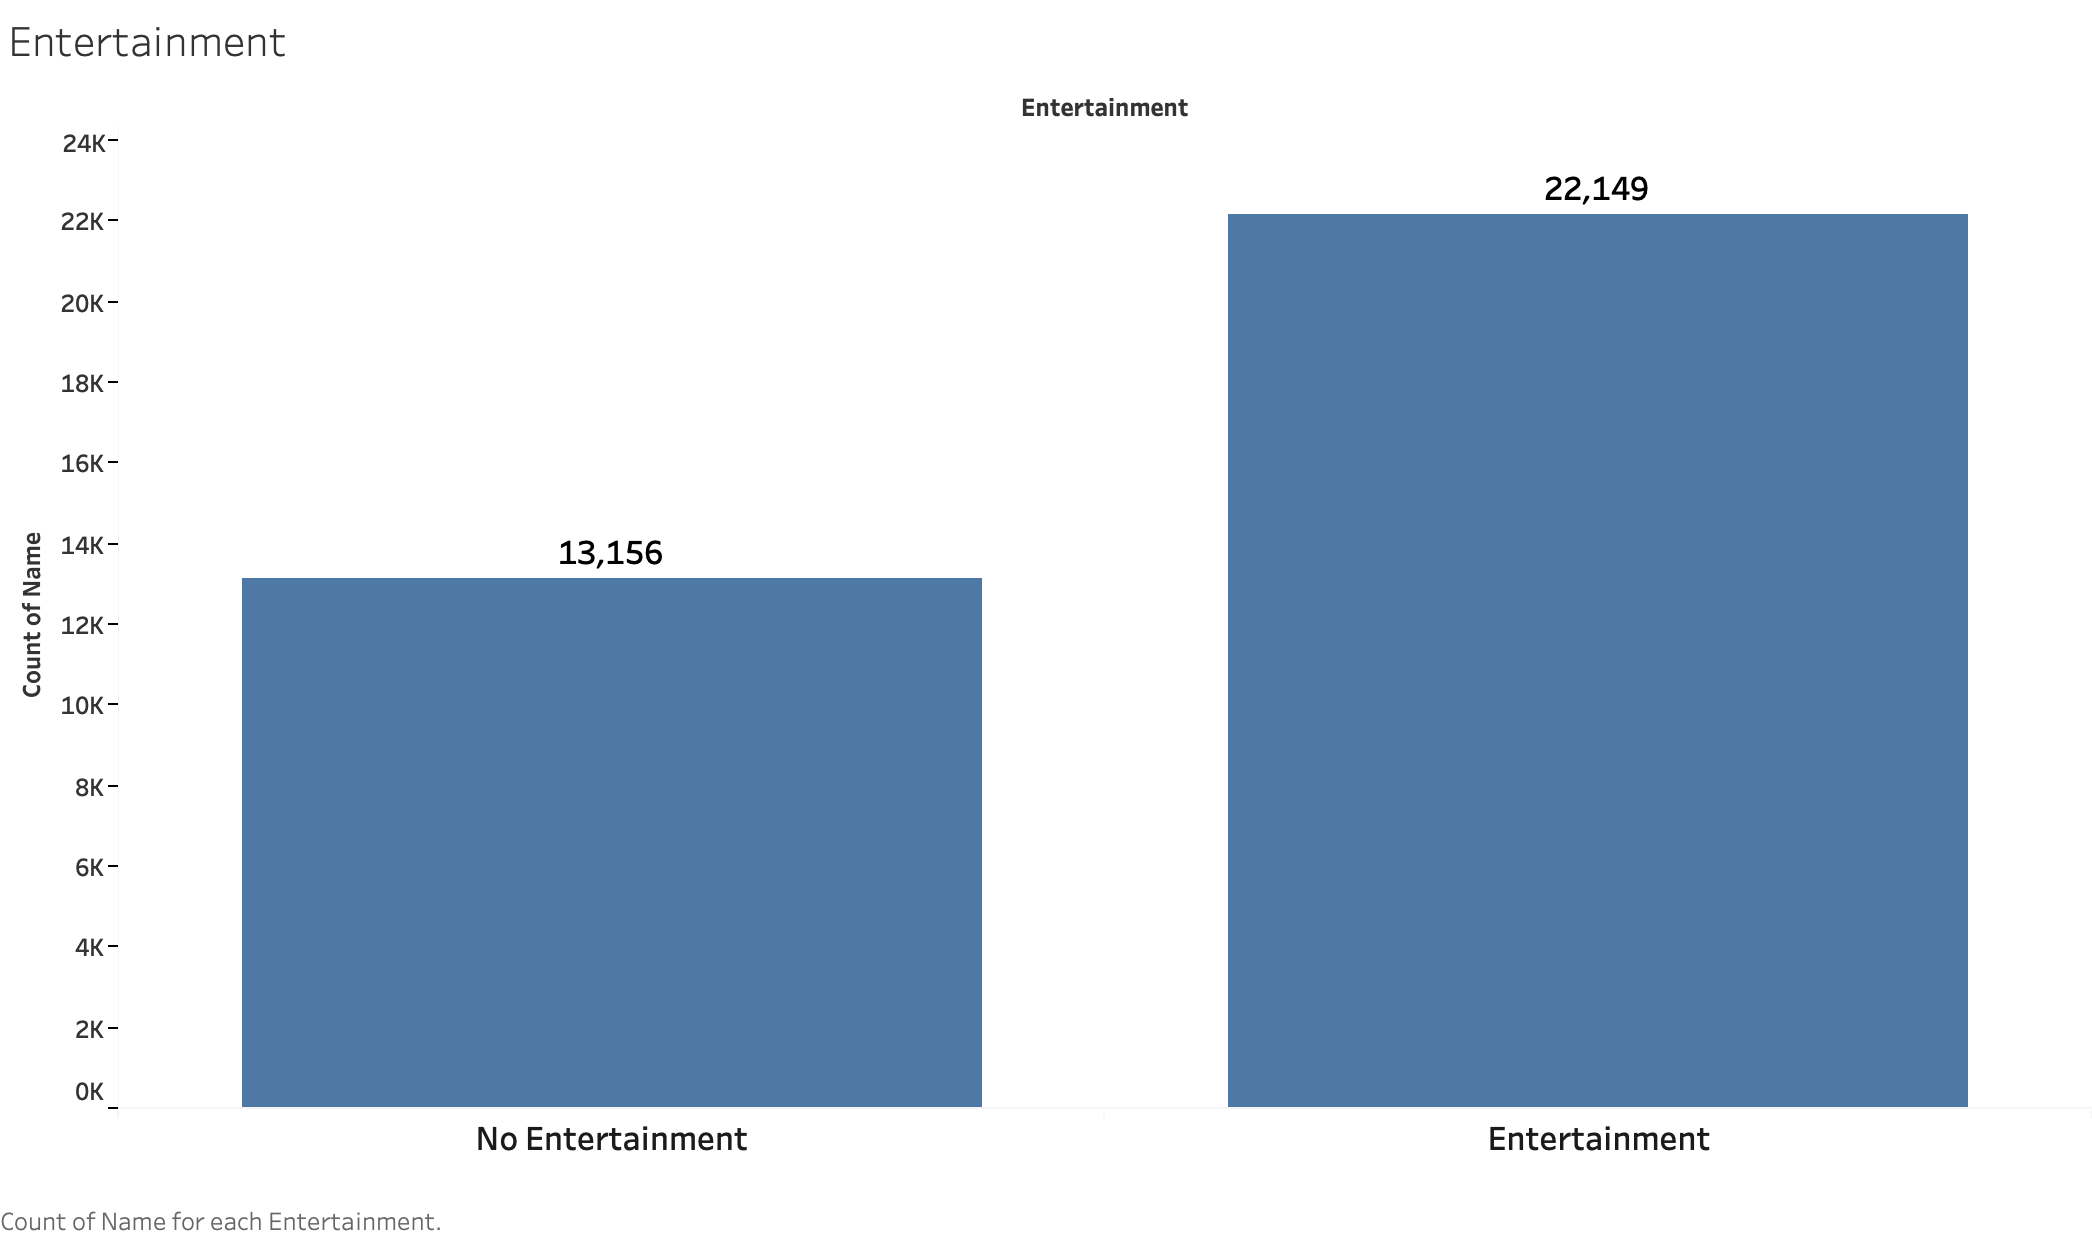 Entertainment
Entertainment
24K
22,149
22K
20K
18K
16K
14K
13,156
12K
10K
8K
6K
4K
2K
0K
Count of Name
No Entertainment
Entertainment
Count of Name for each Entertainment.